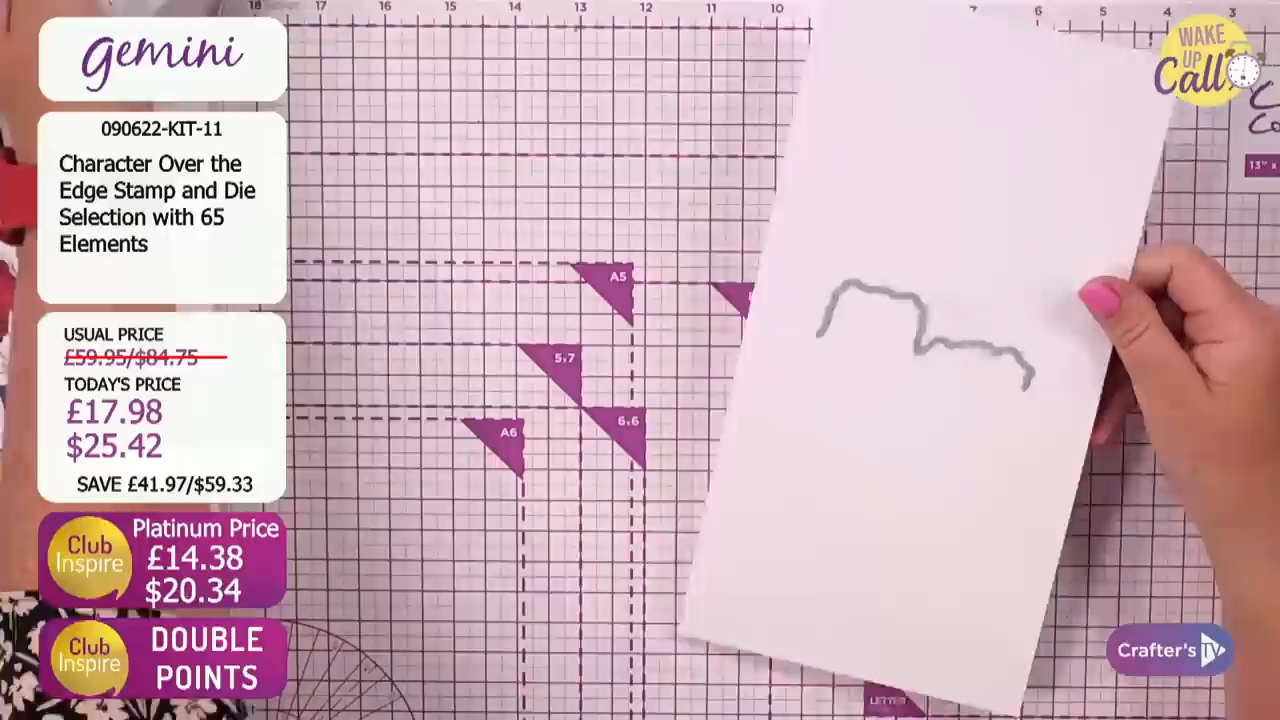 18 17 16 15 14 13 12 11 10 7 6 5 4 3
gemini
WAKE
UP
Call
090622-KIT-11
Character Over the
Edge Stamp and Die
Selection with 65
Elements
13" x
A5
USUAL PRICE
£59.95/$84.75
TODAY'S PRICE
£17.98
$25.42
SAVE £41.97/$59.33
5.7
6.6
A6
Club
Inspire
Platinum Price
£14.38
$20.34
Club
Inspire
DOUBLE
POINTS
Crafter's TV
LETTER